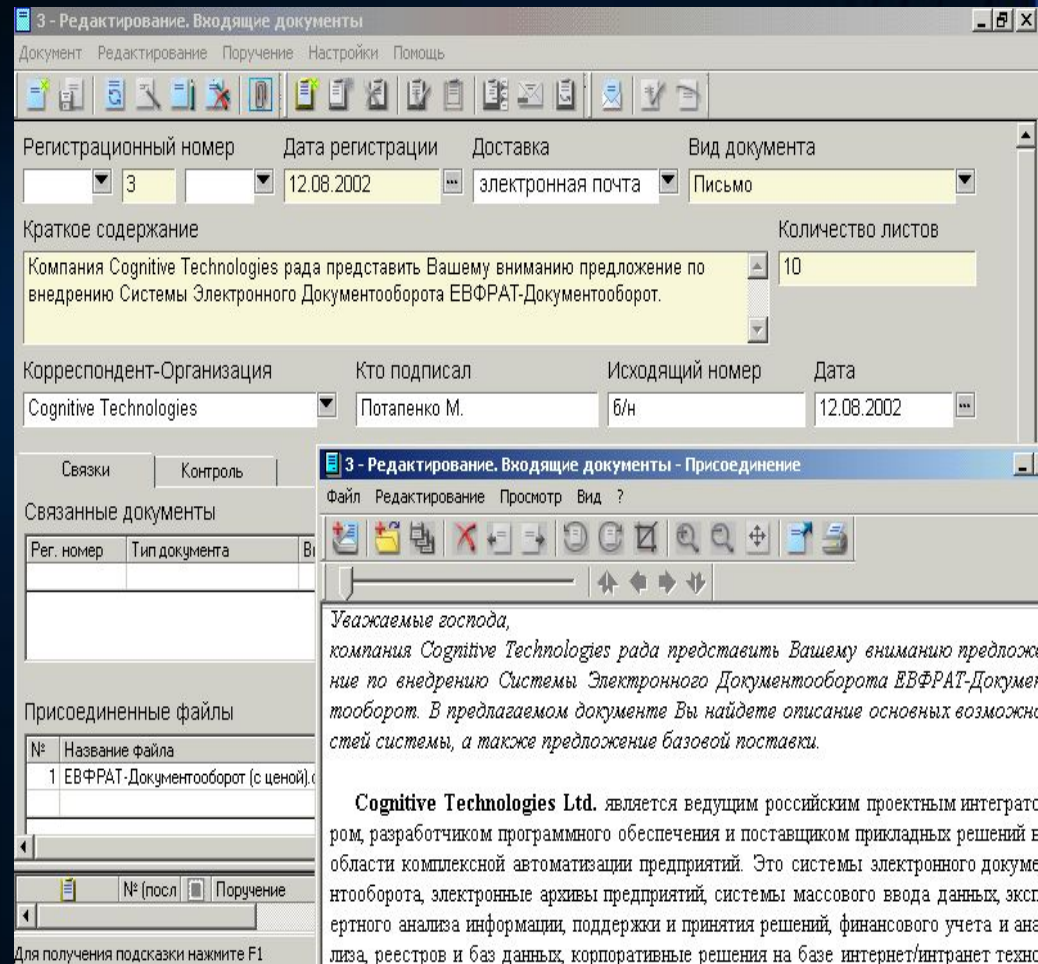 3 - Редактирование. Входящие документы
Документ Редактирование Поручение Настройки Помощь
Регистрационный номер Дата регистрации Доставка Вид документа
3 12.08.2002 ... электронная почта Письмо
Краткое содержание Количество листов
Компания Cognitive Technologies рада представить Вашему вниманию предложение по 10
внедрению Системы Электронного Документооборота ЕВФРАТ-Документооборот.
Корреспондент-Организация Кто подписал Исходящий номер Дата
Cognitive Technologies Потапенко М. б/н 12.08.2002 ...
Связки Контроль
Связанные документы
Рег. номер Тип документа
Присоединенные файлы
№ Название файла
1 ЕВФРАТ-Документооборот (с ценой).
№ (посл Поручение
Для получения подсказки нажмите F1
3 - Редактирование. Входящие документы - Присоединение
Файл Редактирование Просмотр Вид ?
Уважаемые господа,
компания Cognitive Technologies рада представить Вашему вниманию предложе
ние по внедрению Системы Электронного Документооборота ЕВФРАТ-Докумен
тооборот. В предлагаемом документе Вы найдете описание основных возможно
стей системы, а также предложение базовой поставки.
Cognitive Technologies Ltd. является ведущим российским проектным интеграто
ром, разработчиком программного обеспечения и поставщиком прикладных решений в
области комплексной автоматизации предприятий. Это системы электронного докуме
нтооборота, электронные архивы предприятий, системы массового ввода данных, эксп
ертного анализа информации, поддержки и принятия решений, финансового учета и ана
лиза, реестров и баз данных, корпоративные решения на базе интернет/интранет техно